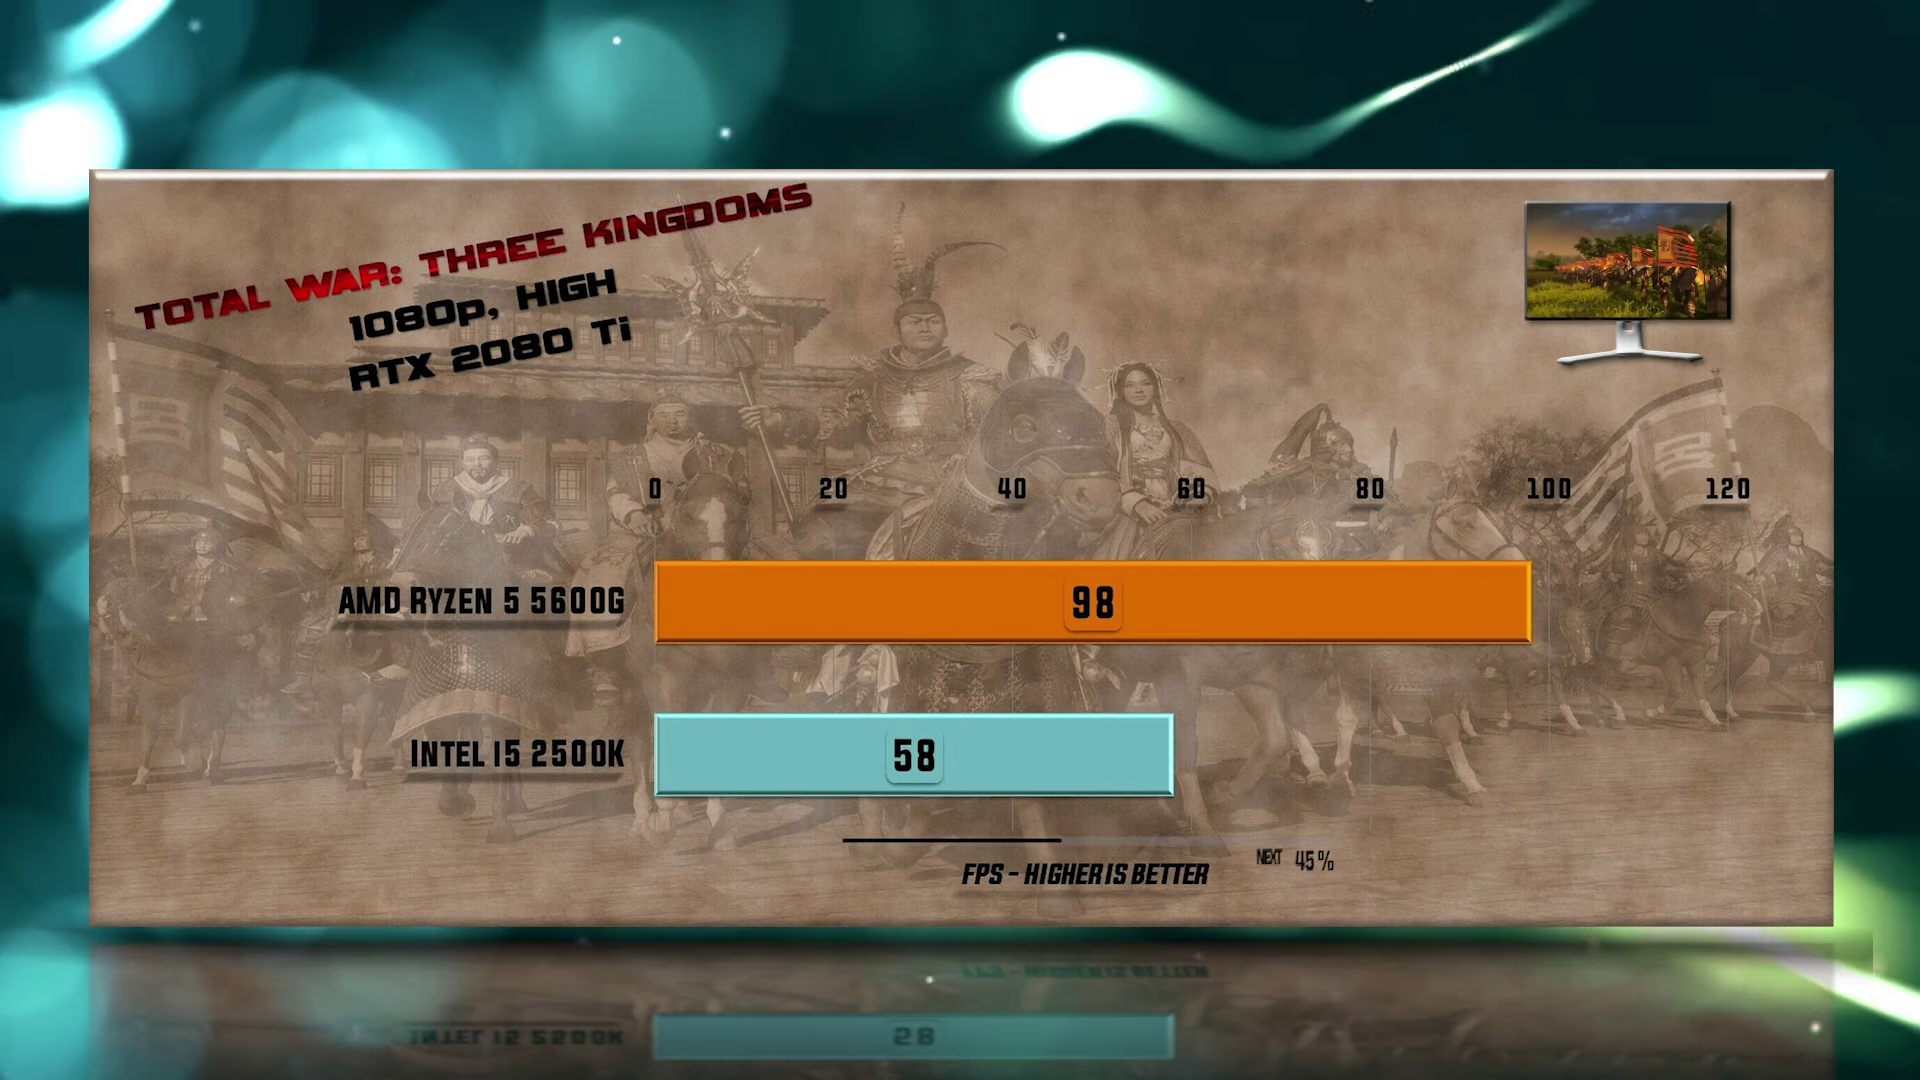 TOTAL WAR: THREE KINGDOMS
1080p, HIGH
RTX 2080 Ti
0 20 40 60 80 100 120
AMD RYZEN 5 5600G 98
INTEL I5 2500K 58
FPS - HIGHER IS BETTER
NEXT 45%